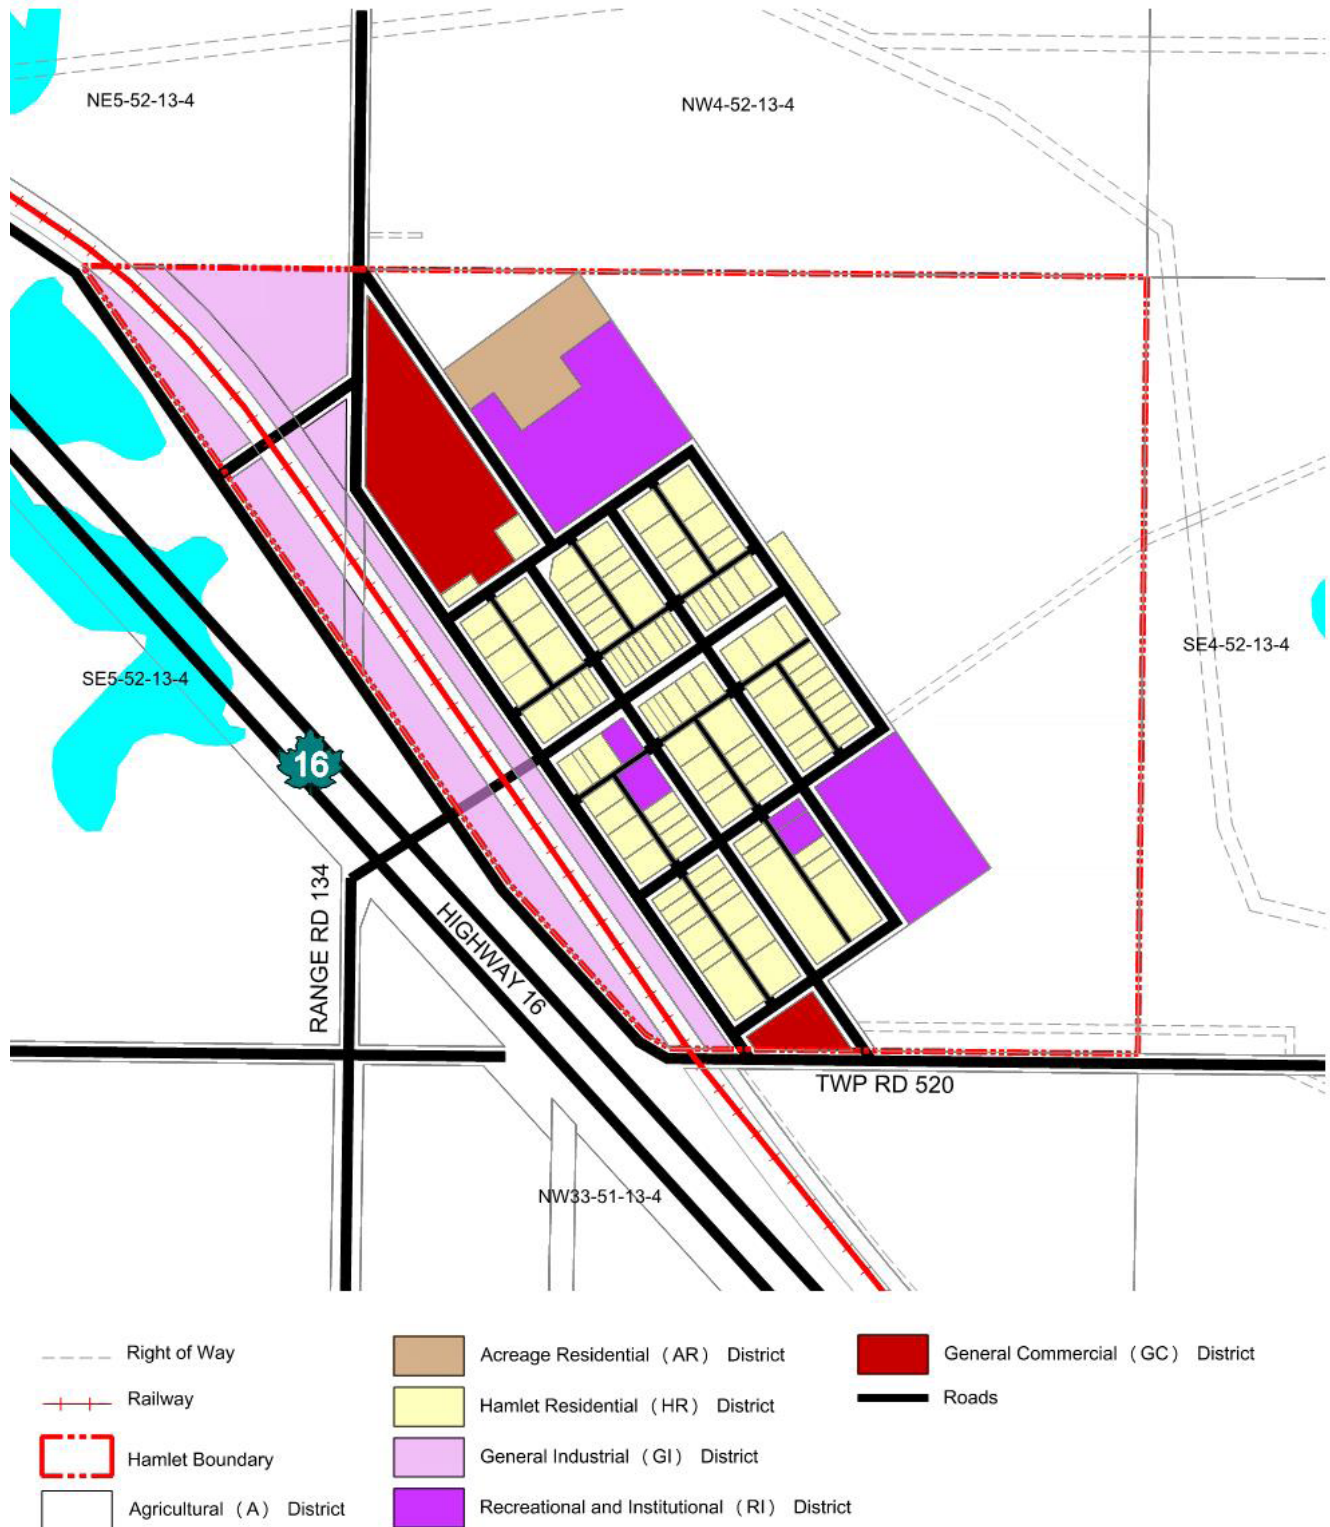 NE5-52-13-4
NW4-52-13-4
SE4-52-13-4
SE5-52-13-4
16
RANGE RD 134
HIGHWAY 16
TWP RD 520
NW33-51-13-4
Right of Way
Railway
Hamlet Boundary
Agricultural (A) District
Acreage Residential (AR) District
Hamlet Residential (HR) District
General Industrial (GI) District
Recreational and Institutional (RI) District
General Commercial (GC) District
Roads